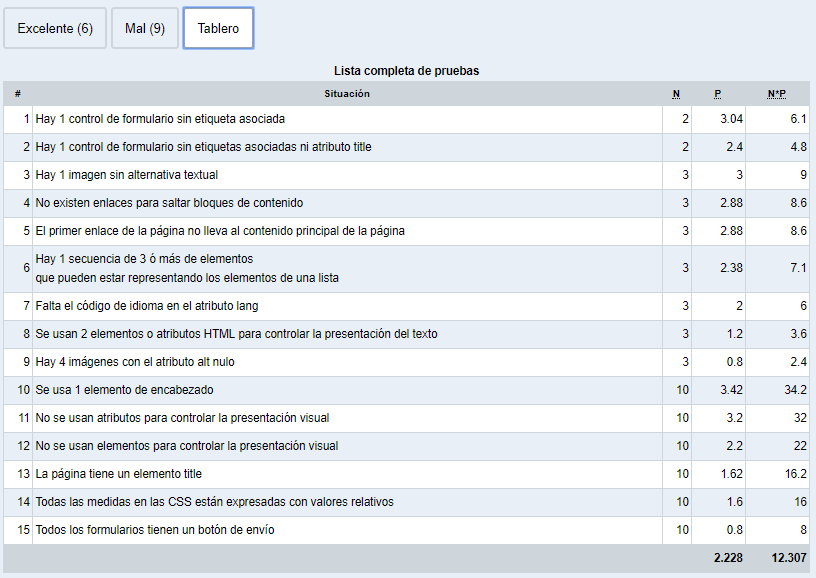 Excelente (6) Mal (9) Tablero
Lista completa de pruebas
# Situación N P N*P
1 Hay 1 control de formulario sin etiqueta asociada 2 3.04 6.1
2 Hay 1 control de formulario sin etiquetas asociadas ni atributo title 2 2.4 4.8
3 Hay 1 imagen sin alternativa textual 3 3 9
4 No existen enlaces para saltar bloques de contenido 3 2.88 8.6
5 El primer enlace de la página no lleva al contenido principal de la página 3 2.88 8.6
6 Hay 1 secuencia de 3 ó más de elementos
que pueden estar representando los elementos de una lista 3 2.38 7.1
7 Falta el código de idioma en el atributo lang 3 2 6
8 Se usan 2 elementos o atributos HTML para controlar la presentación del texto 3 1.2 3.6
9 Hay 4 imágenes con el atributo alt nulo 3 0.8 2.4
10 Se usa 1 elemento de encabezado 10 3.42 34.2
11 No se usan atributos para controlar la presentación visual 10 3.2 32
12 No se usan elementos para controlar la presentación visual 10 2.2 22
13 La página tiene un elemento title 10 1.62 16.2
14 Todas las medidas en las CSS están expresadas con valores relativos 10 1.6 16
15 Todos los formularios tienen un botón de envío 10 0.8 8
2.228 12.307